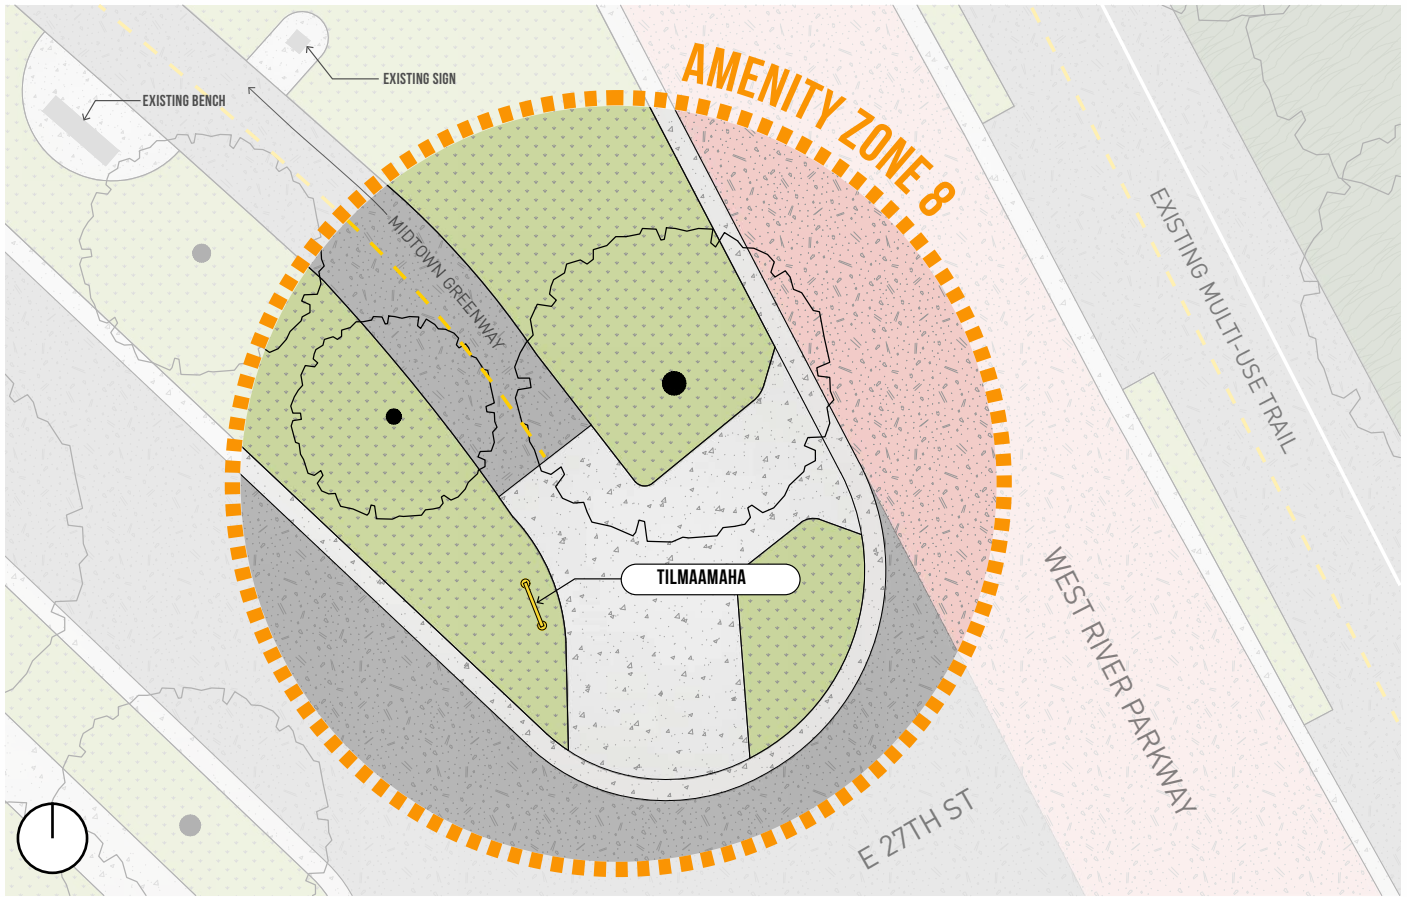 AMENITY ZONE 8
EXISTING SIGN
EXISTING BENCH
MIDTOWN GREENWAY
EXISTING MULTI-USE TRAIL
TILMAAMAHA
WEST RIVER PARKWAY
E 27TH ST